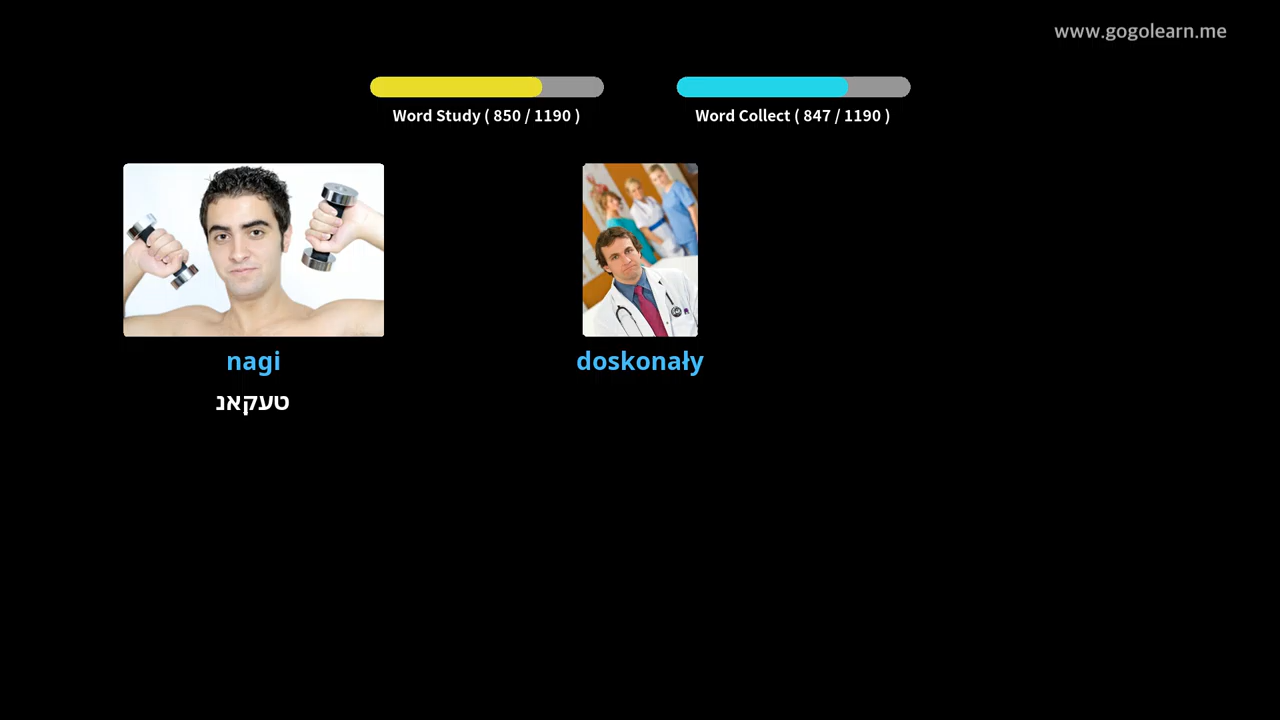 www.gogolearn.me
Word Study ( 850 / 1190 )
Word Collect ( 847 / 1190 )
nagi
doskonały
טעקאנ